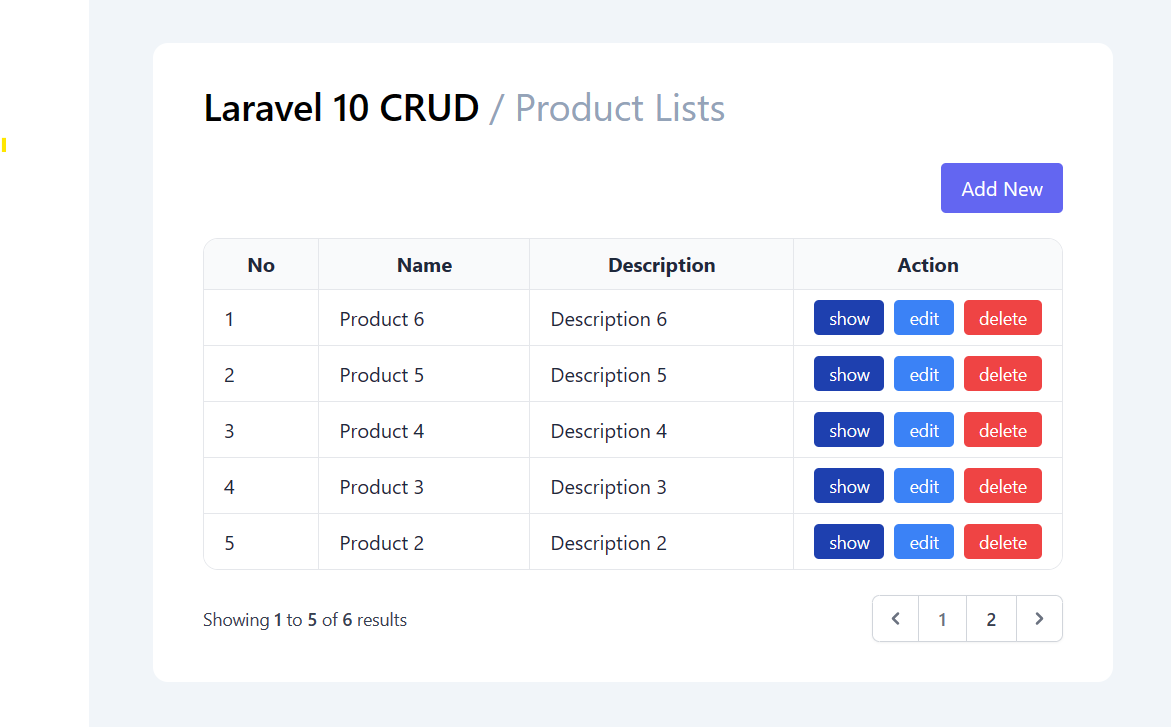 Laravel 10 CRUD / Product Lists
Add New
No Name Description Action
1 Product 6 Description 6 show edit delete
2 Product 5 Description 5 show edit delete
3 Product 4 Description 4 show edit delete
4 Product 3 Description 3 show edit delete
5 Product 2 Description 2 show edit delete
Showing 1 to 5 of 6 results 1 2